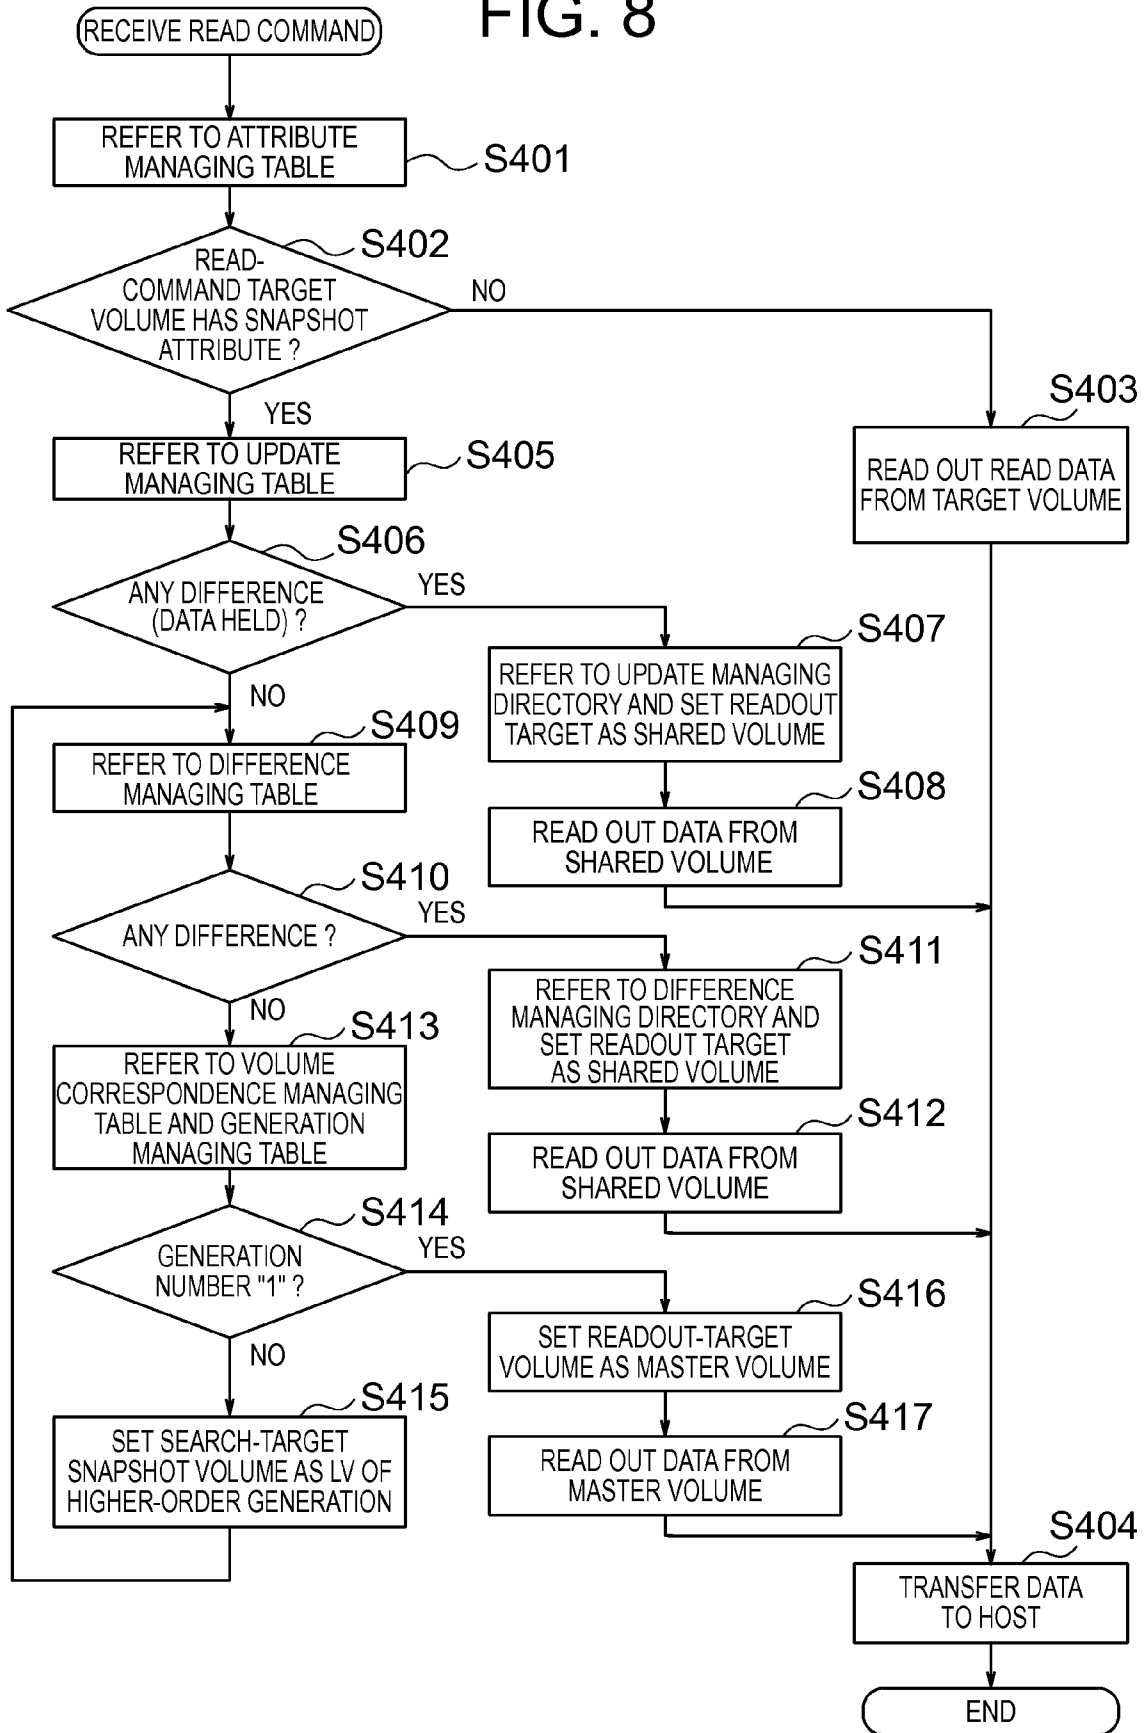 FIG. 8
RECEIVE READ COMMAND
REFER TO ATTRIBUTE
MANAGING TABLE
S401
S402
READ-
COMMAND TARGET
VOLUME HAS SNAPSHOT
ATTRIBUTE ?
NO
YES
S403
READ OUT READ DATA
FROM TARGET VOLUME
REFER TO UPDATE
MANAGING TABLE
S405
S406
ANY DIFFERENCE
(DATA HELD) ?
YES
NO
S407
REFER TO UPDATE MANAGING
DIRECTORY AND SET READOUT
TARGET AS SHARED VOLUME
S408
READ OUT DATA FROM
SHARED VOLUME
S409
REFER TO DIFFERENCE
MANAGING TABLE
S410
ANY DIFFERENCE ?
YES
NO
S411
REFER TO DIFFERENCE
MANAGING DIRECTORY AND
SET READOUT TARGET
AS SHARED VOLUME
S412
READ OUT DATA FROM
SHARED VOLUME
S413
REFER TO VOLUME
CORRESPONDENCE MANAGING
TABLE AND GENERATION
MANAGING TABLE
S414
GENERATION
NUMBER "1" ?
YES
NO
S416
SET READOUT-TARGET
VOLUME AS MASTER VOLUME
S417
READ OUT DATA FROM
MASTER VOLUME
S415
SET SEARCH-TARGET
SNAPSHOT VOLUME AS LV OF
HIGHER-ORDER GENERATION
S404
TRANSFER DATA
TO HOST
END